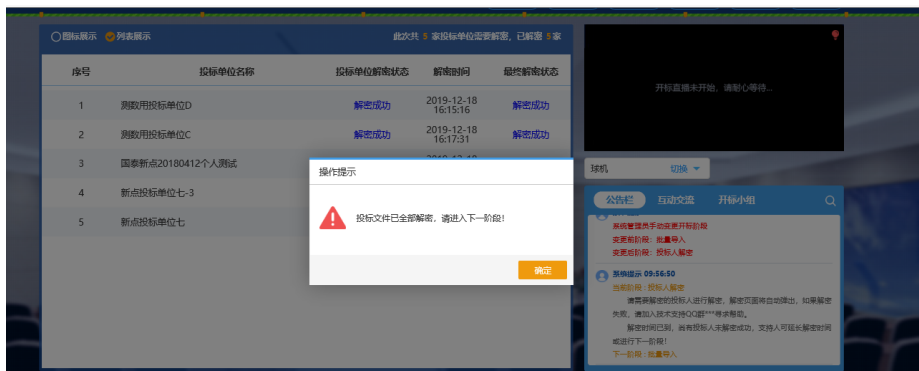 图标展示 列表展示 此次共 5 家投标单位需要解密，已解密 5 家
序号 投标单位名称 投标单位解密状态 解密时间 最终解密状态
1 测数用投标单位D 解密成功 2019-12-18 16:15:16 解密成功
2 测数用投标单位C 解密成功 2019-12-18 16:17:31 解密成功
3 国泰新点20180412个人测试
4 新点投标单位七-3
5 新点投标单位七
操作提示
投标文件已全部解密，请进入下一阶段！
确定
开标直播未开始，请耐心等待...
球机 切换
公告栏 互动交流 开标小组
系统管理员手动变更开标阶段
变更前阶段：批量导入
变更后阶段：投标人解密
系统提示 09:56:50
当前阶段：投标人解密
请需要解密的投标人进行解密，解密页面将自动弹出，如果解密
失败，请加入技术支持QQ群***寻求帮助。
解密时间已到，尚有投标人未解密成功，支持人可延长解密时间
或进行下一阶段！
下一阶段：批量导入